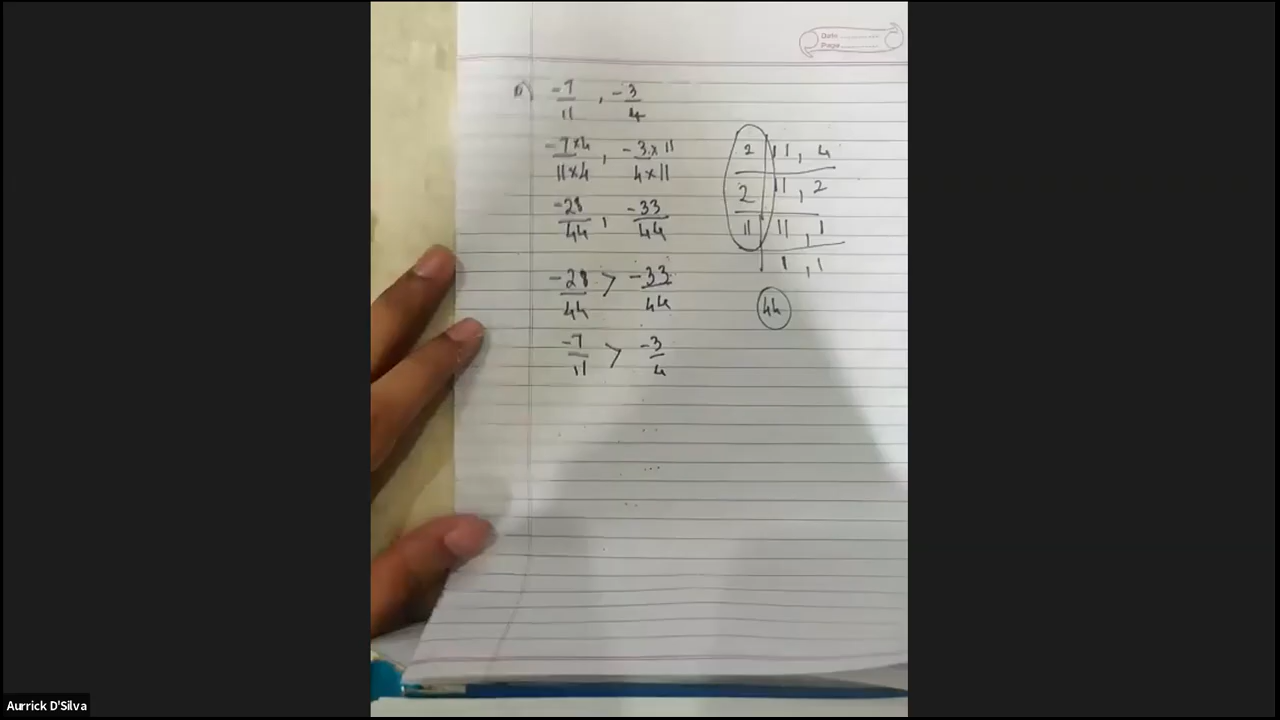 Date
Page
-7/11 , -3/4
-7×4/11×4 , -3×11/4×11
-28/44 , -33/44
-28/44 > -33/44
-7/11 > -3/4
2 | 11, 4
2 | 11, 2
11 | 11, 1
1, 1
44
Aurrick D'Silva